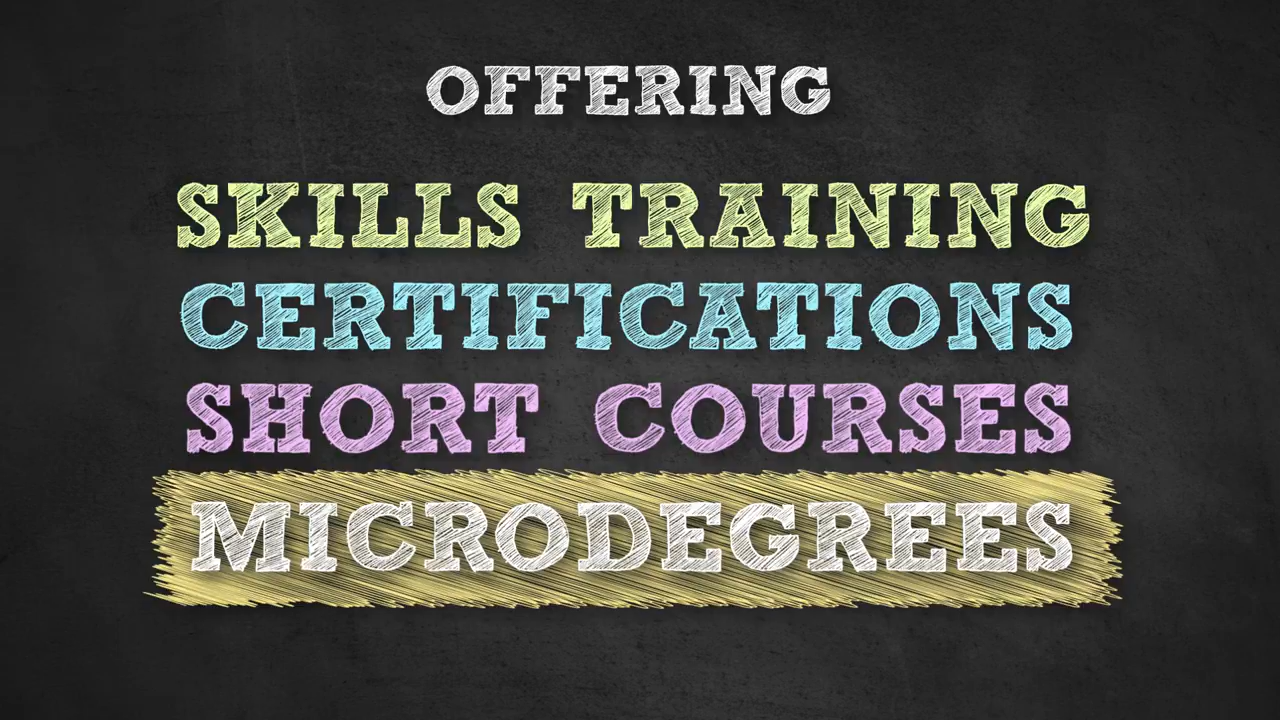 OFFERING
SKILLS TRAINING
CERTIFICATIONS
SHORT COURSES
MICRODEGREES